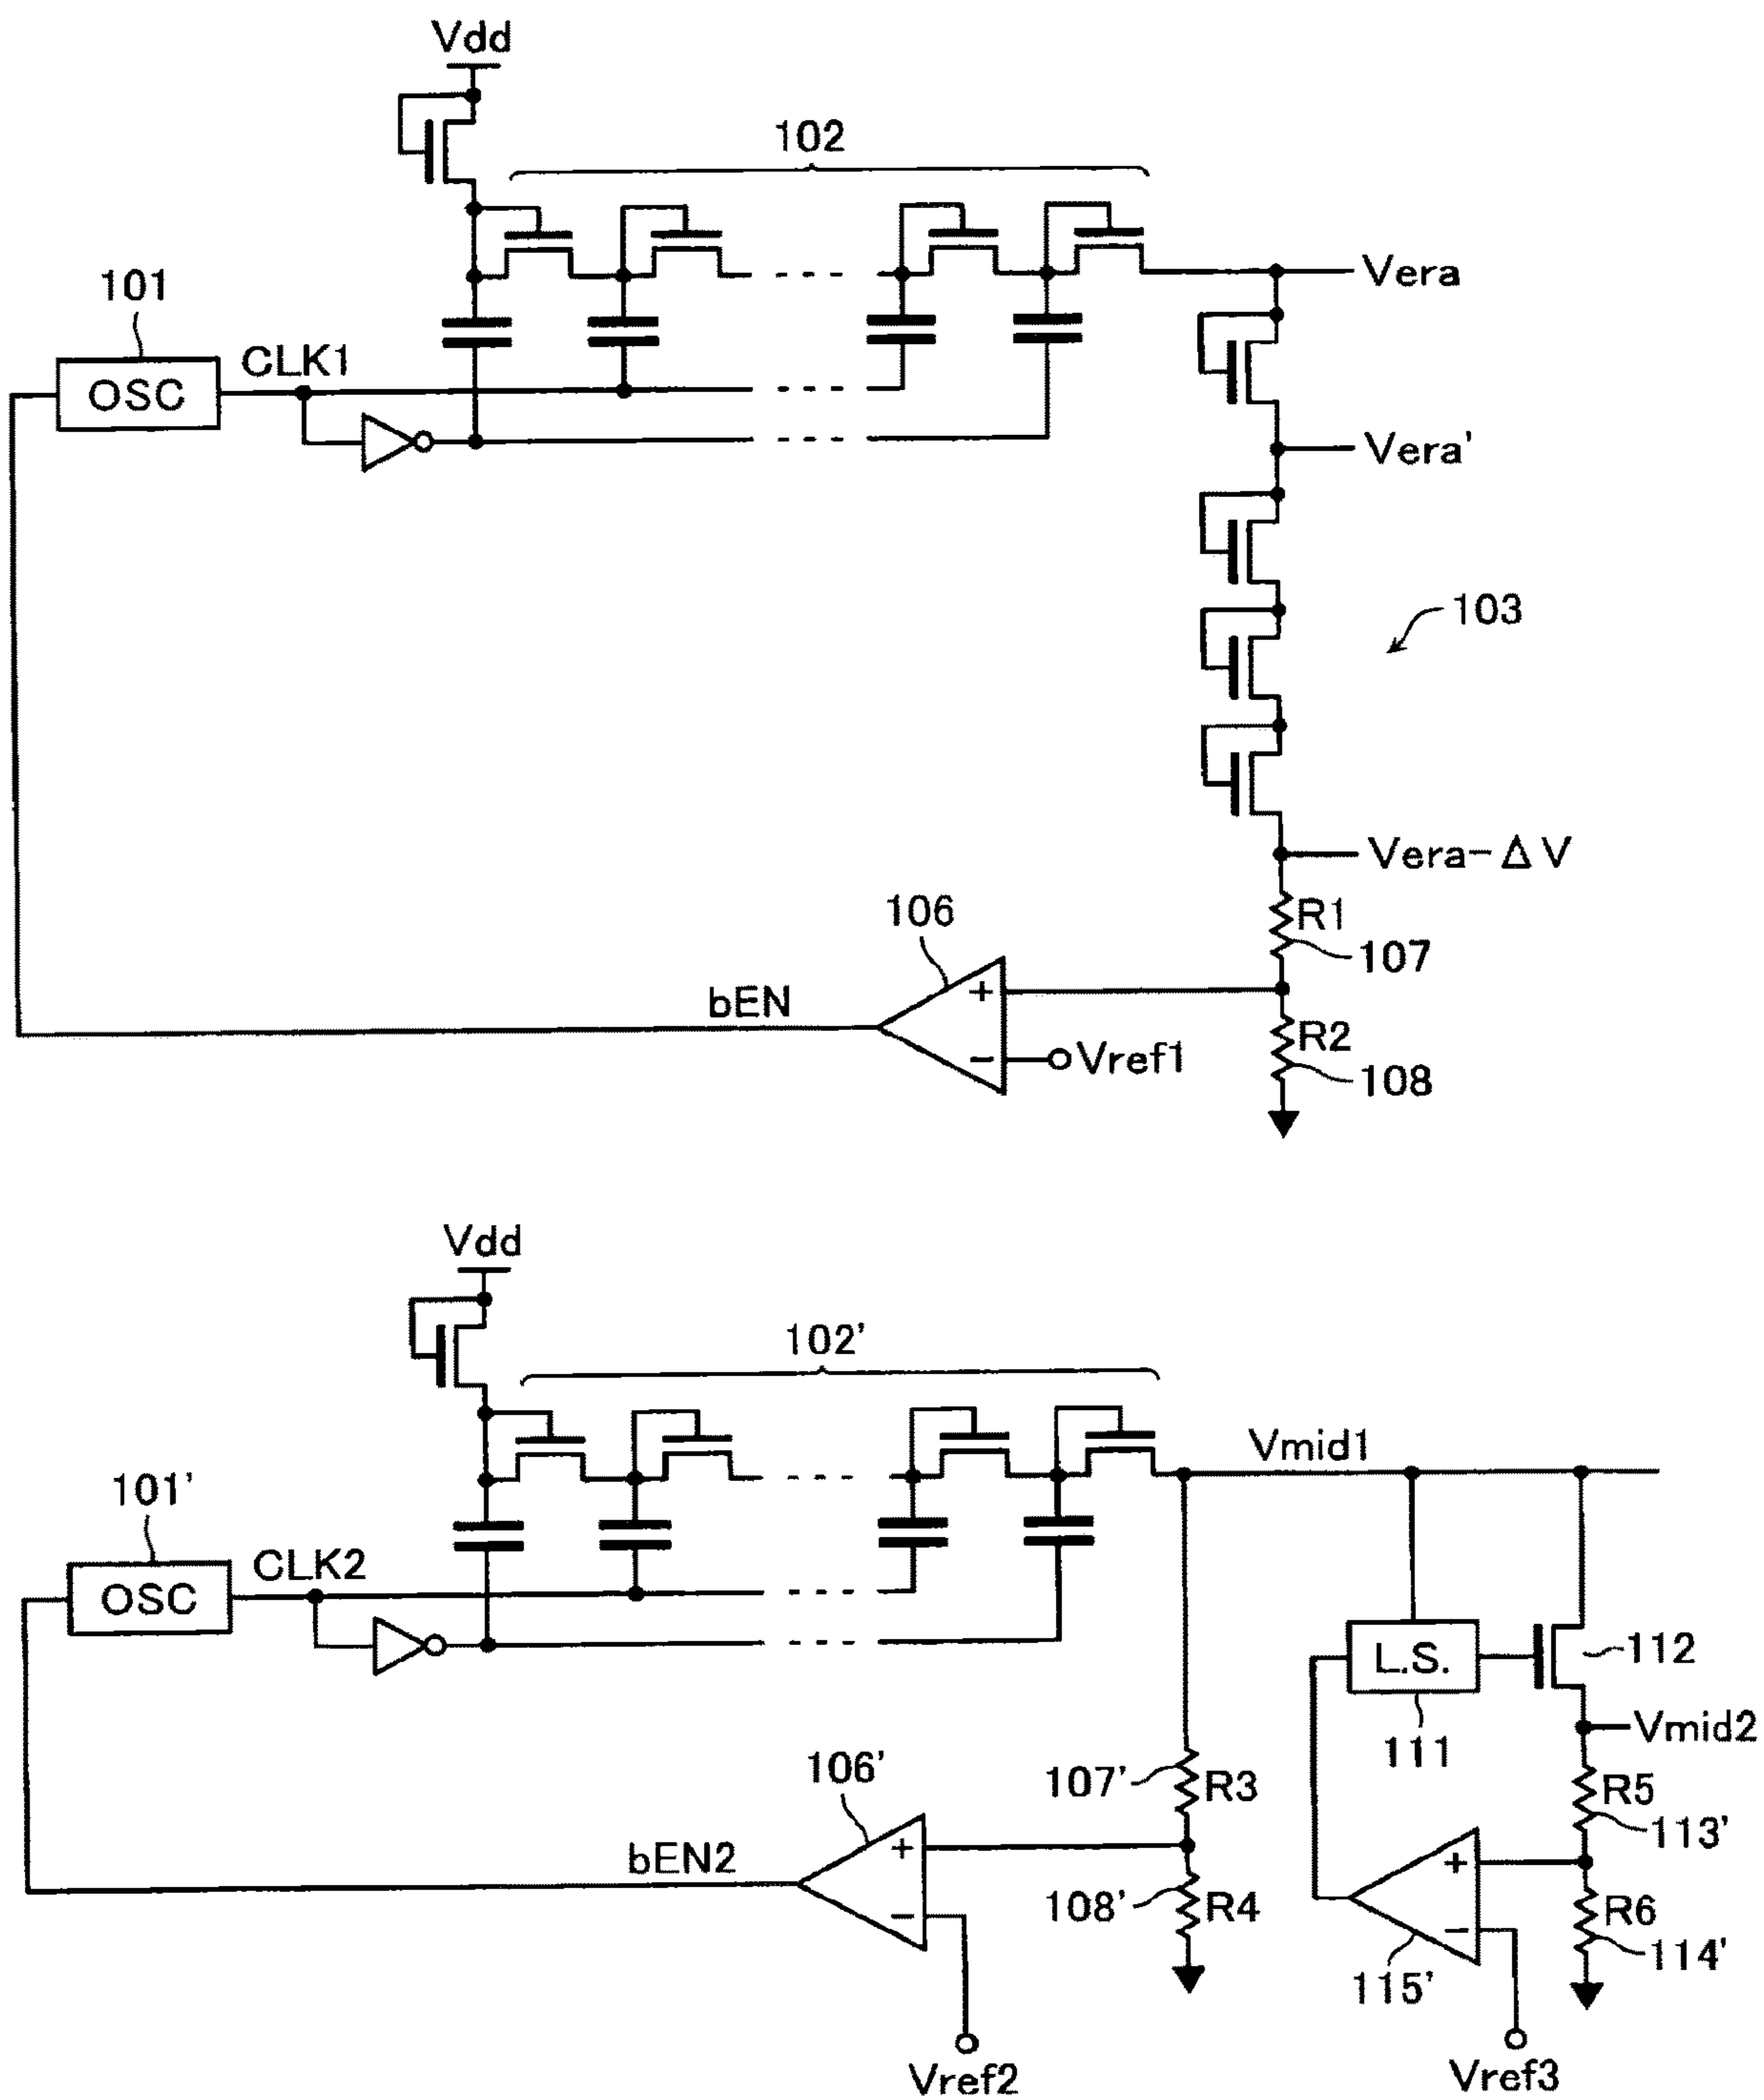 Vdd
102
101
OSC
CLK1
Vera
Vera'
103
Vera-ΔV
R1
107
106
+
-
bEN
Vref1
R2
108
Vdd
102'
101'
OSC
CLK2
Vmid1
L.S.
111
112
Vmid2
107'
R3
106'
+
-
bEN2
108'
R4
Vref2
R5
113'
+
-
115'
R6
114'
Vref3